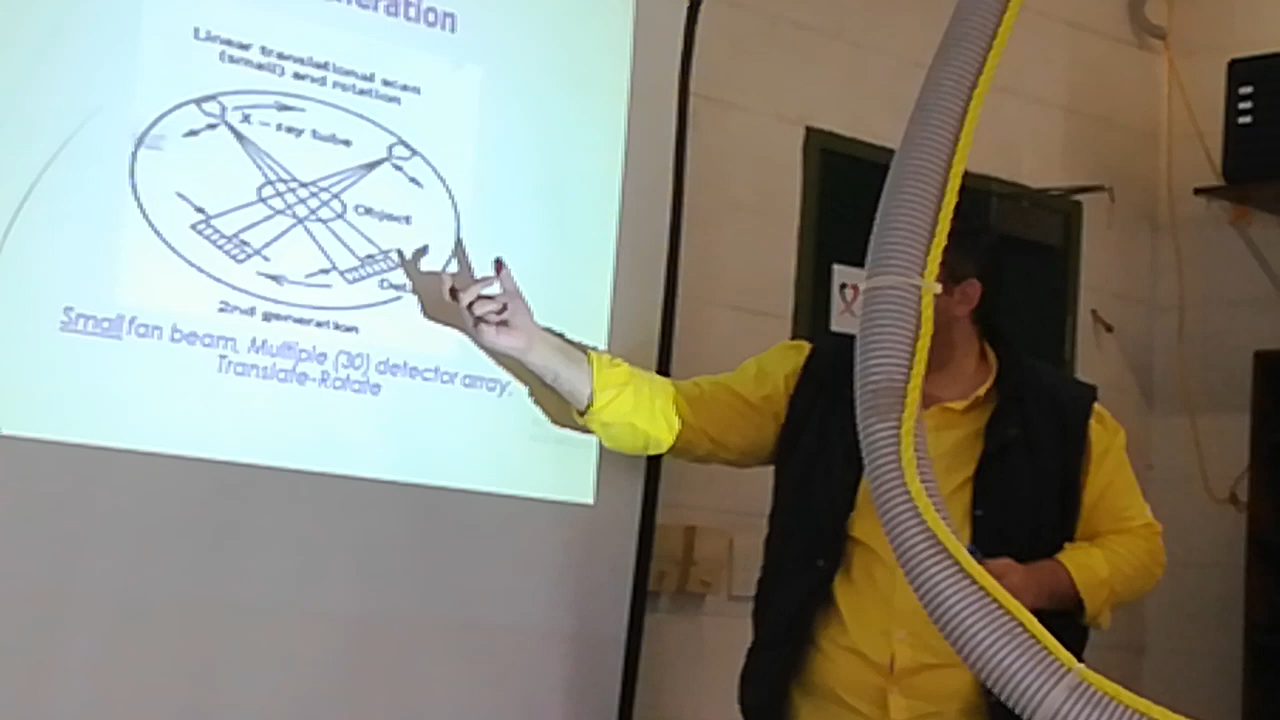 Linear translational scan
(small) and rotation
X - ray tube
Object
2nd generation
Small fan beam, Multiple (30) detector array,
Translate-Rotate